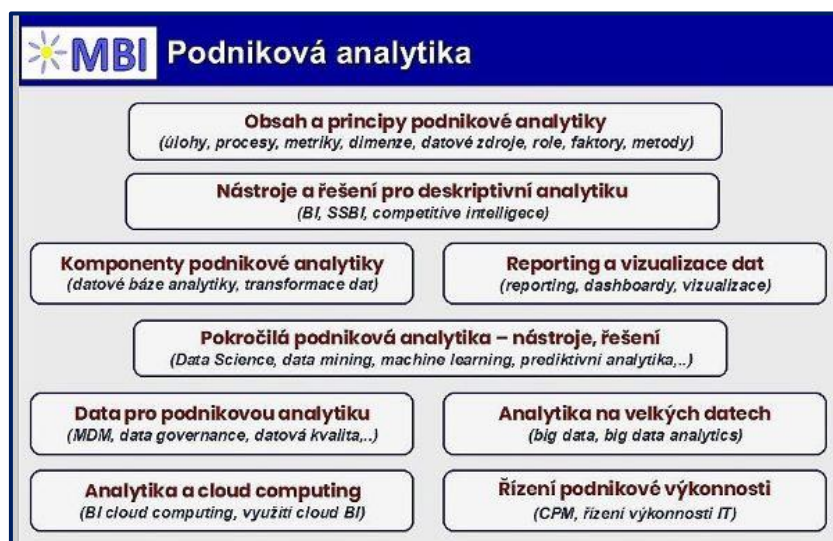 MBI Podniková analytika
Obsah a principy podnikové analytiky
(úlohy, procesy, metriky, dimenze, datové zdroje, role, faktory, metody)
Nástroje a řešení pro deskriptivní analytiku
(BI, SSBI, competitive intelligece)
Komponenty podnikové analytiky
(datové báze analytiky, transformace dat)
Reporting a vizualizace dat
(reporting, dashboardy, vizualizace)
Pokročilá podniková analytika – nástroje, řešení
(Data Science, data mining, machine learning, prediktivní analytika,..)
Data pro podnikovou analytiku
(MDM, data governance, datová kvalita,..)
Analytika na velkých datech
(big data, big data analytics)
Analytika a cloud computing
(BI cloud computing, využití cloud BI)
Řízení podnikové výkonnosti
(CPM, řízení výkonnosti IT)